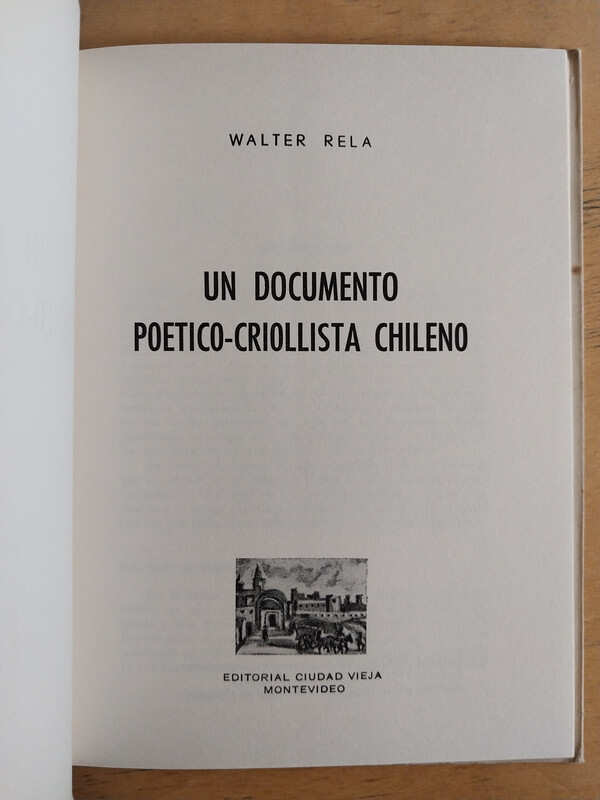 WALTER RELA
UN DOCUMENTO
POETICO-CRIOLLISTA CHILENO
EDITORIAL CIUDAD VIEJA
MONTEVIDEO